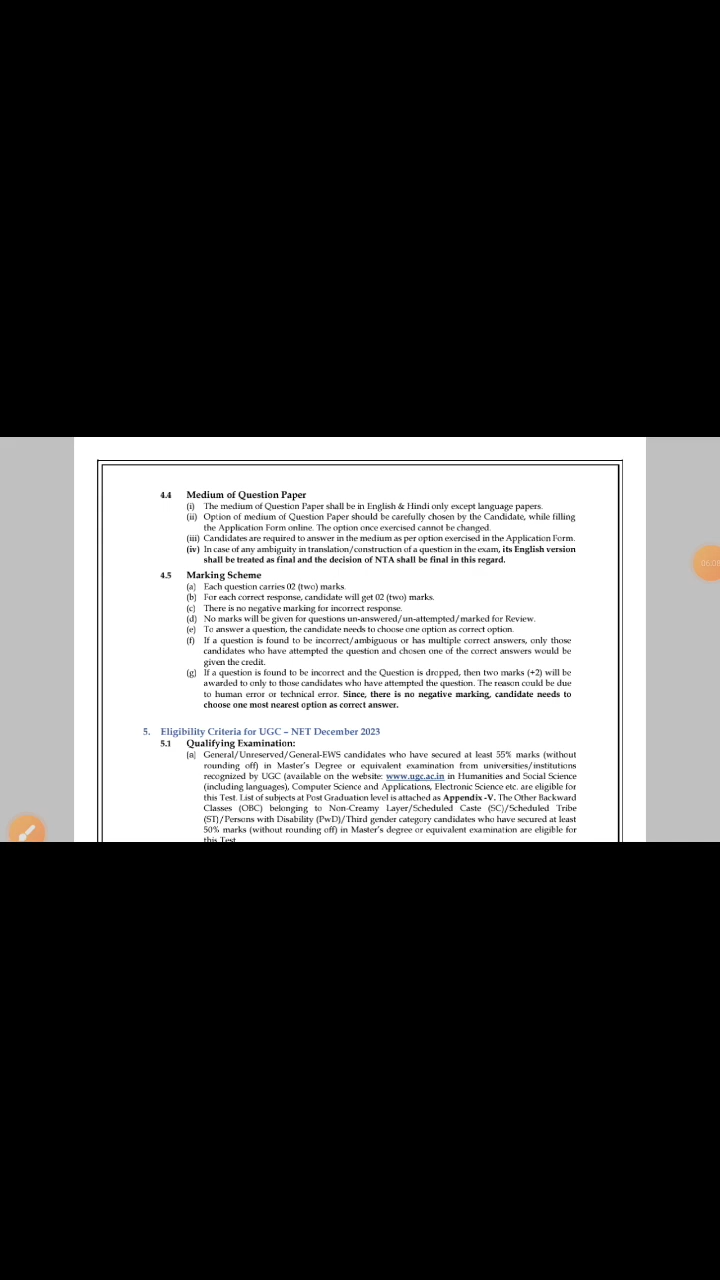 4.4 Medium of Question Paper
(i) The medium of Question Paper shall be in English & Hindi only except language papers.
(ii) Option of medium of Question Paper should be carefully chosen by the Candidate, while filling
the Application Form online. The option once exercised cannot be changed.
(iii) Candidates are required to answer in the medium as per option exercised in the Application Form.
(iv) In case of any ambiguity in translation/construction of a question in the exam, its English version
shall be treated as final and the decision of NTA shall be final in this regard.
4.5 Marking Scheme
(a) Each question carries 02 (two) marks.
(b) For each correct response, candidate will get 02 (two) marks.
(c) There is no negative marking for incorrect response.
(d) No marks will be given for questions un-answered/un-attempted/marked for Review.
(e) To answer a question, the candidate needs to choose one option as correct option.
(f) If a question is found to be incorrect/ambiguous or has multiple correct answers, only those
candidates who have attempted the question and chosen one of the correct answers would be
given the credit.
(g) If a question is found to be incorrect and the Question is dropped, then two marks (+2) will be
awarded to only to those candidates who have attempted the question. The reason could be due
to human error or technical error. Since, there is no negative marking, candidate needs to
choose one most nearest option as correct answer.
5. Eligibility Criteria for UGC – NET December 2023
5.1 Qualifying Examination:
(a) General/Unreserved/General-EWS candidates who have secured at least 55% marks (without
rounding off) in Master's Degree or equivalent examination from universities/institutions
recognized by UGC (available on the website: www.ugc.ac.in in Humanities and Social Science
(including languages), Computer Science and Applications, Electronic Science etc. are eligible for
this Test. List of subjects at Post Graduation level is attached as Appendix -V. The Other Backward
Classes (OBC) belonging to Non-Creamy Layer/Scheduled Caste (SC)/Scheduled Tribe
(ST)/Persons with Disability (PwD)/Third gender category candidates who have secured at least
50% marks (without rounding off) in Master's degree or equivalent examination are eligible for
this Test